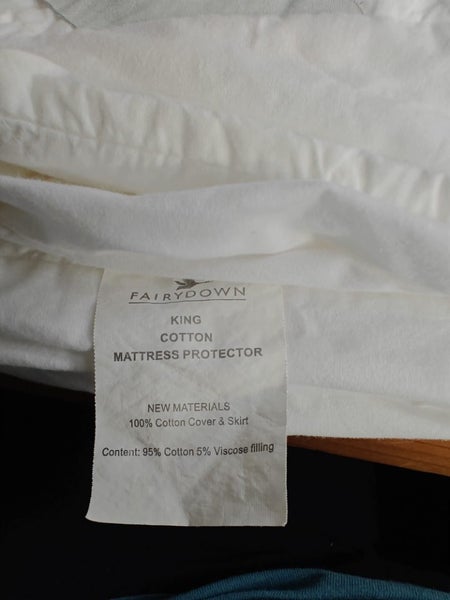 FAIRYDOWN
KING
COTTON
MATTRESS PROTECTOR
NEW MATERIALS
100% Cotton Cover & Skirt
Content: 95% Cotton 5% Viscose filling